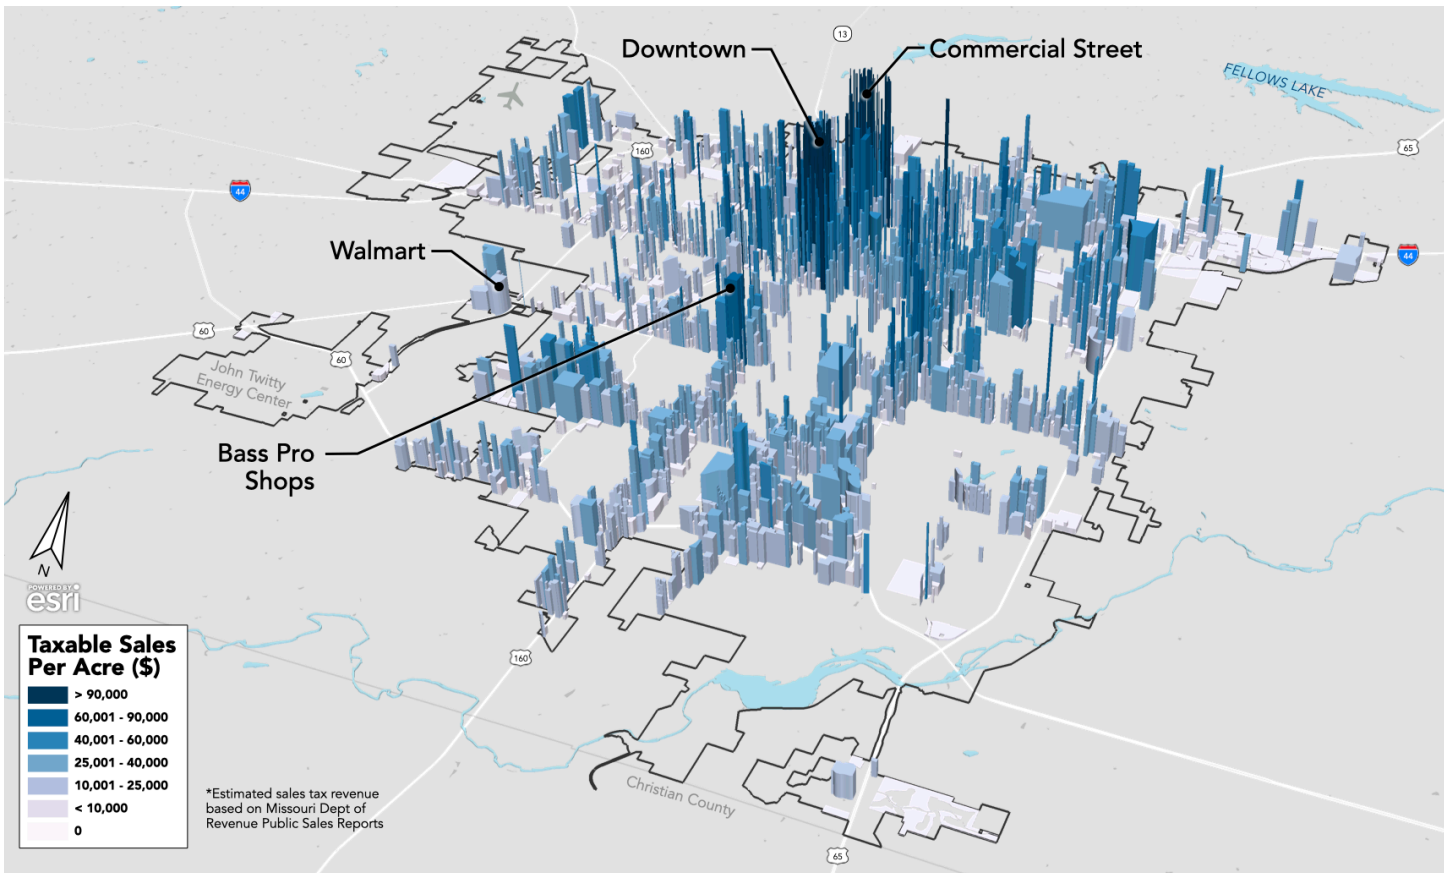 Downtown
13
Commercial Street
FELLOWS LAKE
65
160
44
Walmart
44
60
60
John Twitty
Energy Center
Bass Pro
Shops
N
POWERED BY
esri
Taxable Sales
Per Acre ($)
> 90,000
60,001 - 90,000
40,001 - 60,000
25,001 - 40,000
10,001 - 25,000
< 10,000
0
*Estimated sales tax revenue
based on Missouri Dept of
Revenue Public Sales Reports
160
Christian County
65